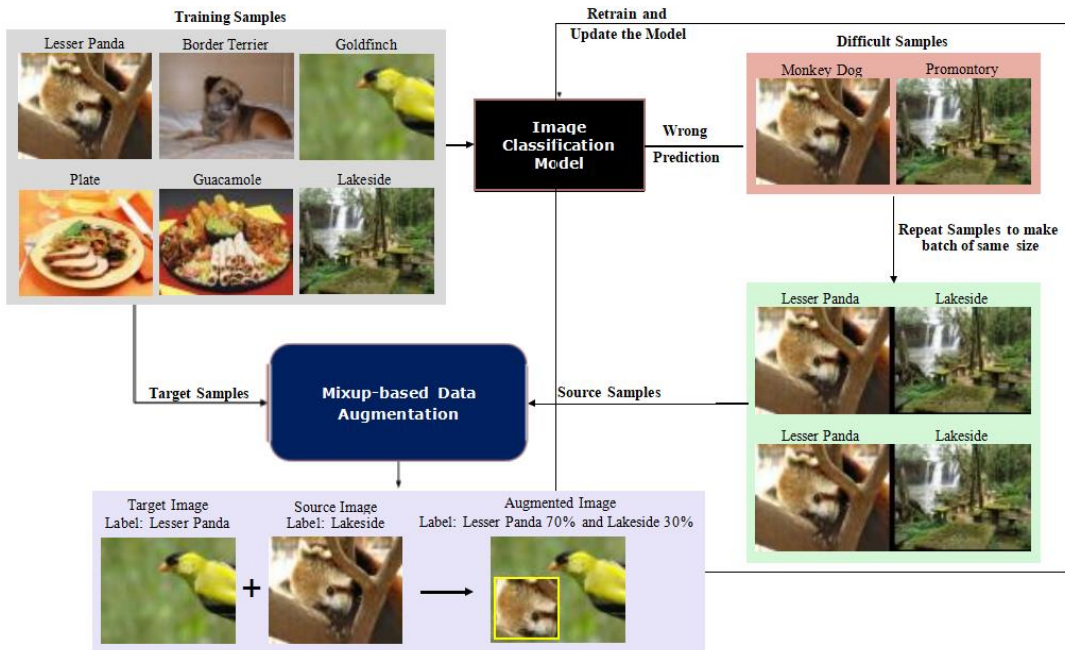 Training Samples
Lesser Panda
Border Terrier
Goldfinch
Plate
Guacamole
Lakeside
Image
Classification
Model
Retrain and
Update the Model
Wrong
Prediction
Difficult Samples
Monkey Dog
Promontory
Repeat Samples to make
batch of same size
Lesser Panda
Lakeside
Lesser Panda
Lakeside
Source Samples
Target Samples
Mixup-based Data
Augmentation
Target Image
Label: Lesser Panda
Source Image
Label: Lakeside
Augmented Image
Label: Lesser Panda 70% and Lakeside 30%
+